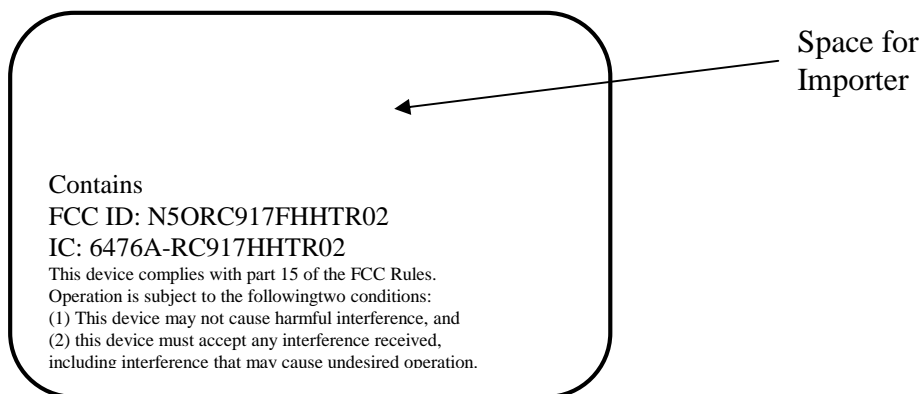 Space for
Importer
Contains
FCC ID: N5ORC917FHHTR02
IC: 6476A-RC917HHTR02
This device complies with part 15 of the FCC Rules.
Operation is subject to the followingtwo conditions:
(1) This device may not cause harmful interference, and
(2) this device must accept any interference received,
including interference that may cause undesired operation.